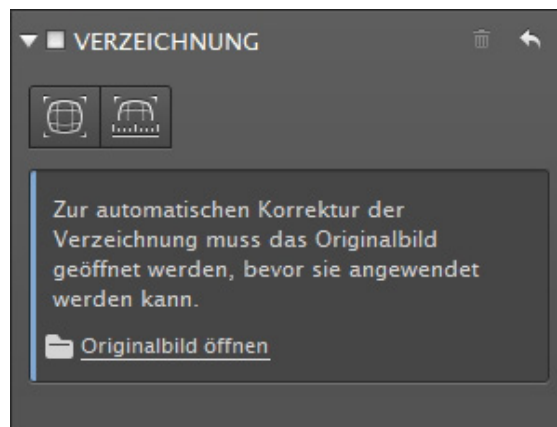 VERZEICHNUNG
Zur automatischen Korrektur der
Verzeichnung muss das Originalbild
geöffnet werden, bevor sie angewendet
werden kann.
Originalbild öffnen